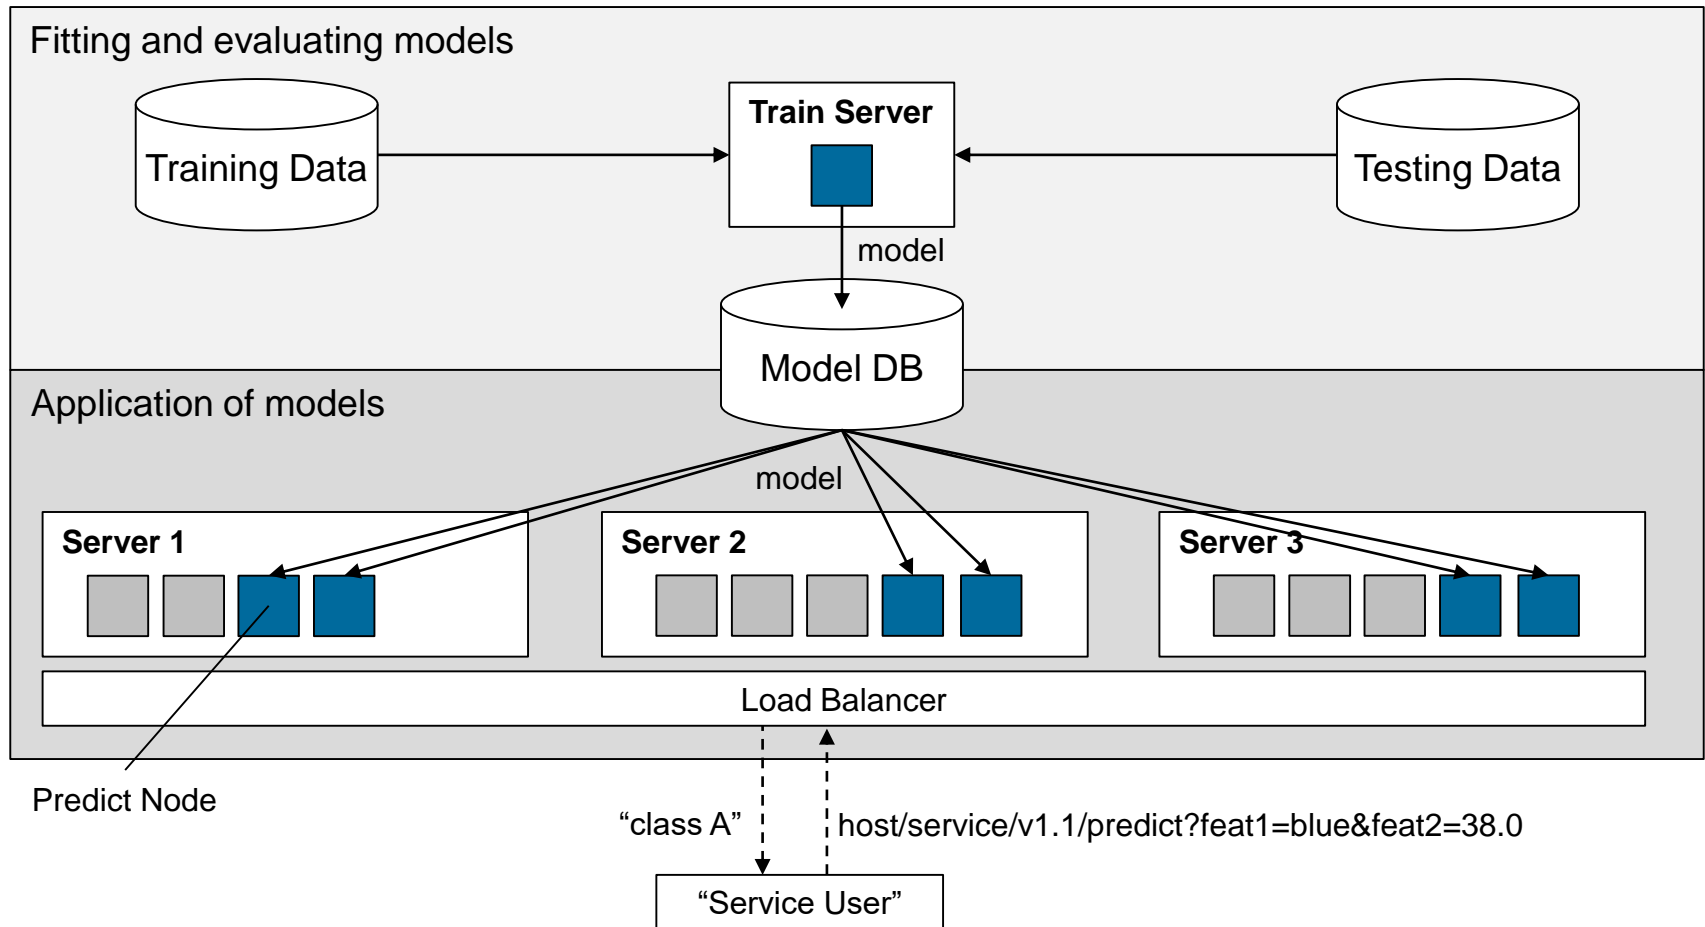 Fitting and evaluating models
Train Server
Training Data
Testing Data
model
Model DB
Application of models
model
Server 1
Server 2
Server 3
Load Balancer
Predict Node
“class A”
host/service/v1.1/predict?feat1=blue&feat2=38.0
“Service User”